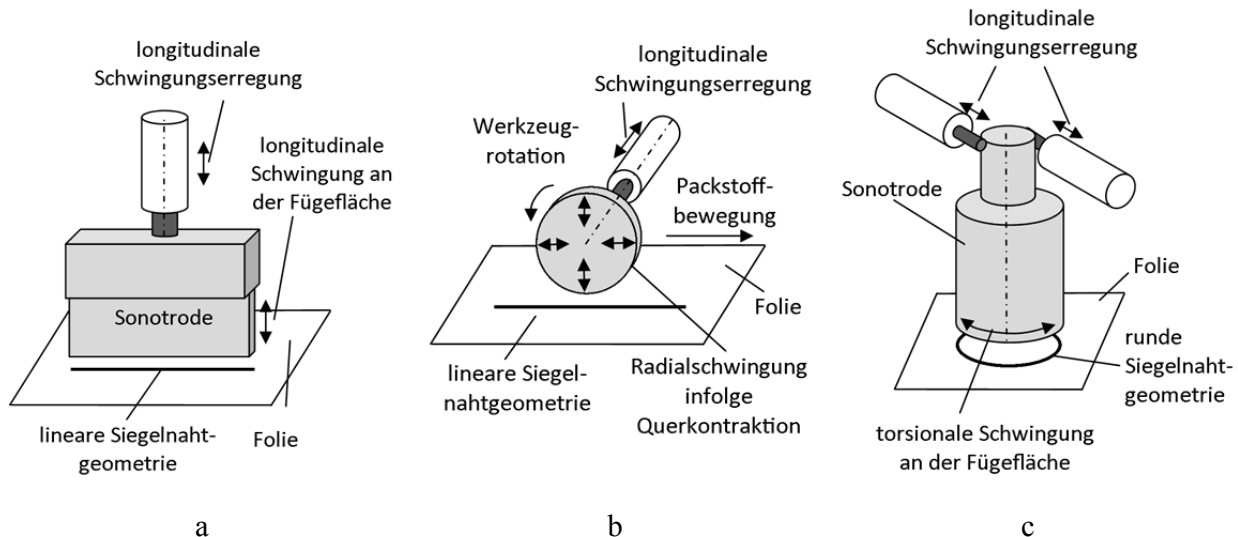 longitudinale
Schwingungserregung
longitudinale
Schwingung an
der Fügefläche
Sonotrode
lineare Siegelnaht-
geometrie
Folie
a
longitudinale
Schwingungserregung
Werkzeug-
rotation
Packstoff-
bewegung
Folie
lineare Siegel-
nahtgeometrie
Radialschwingung
infolge
Querkontraktion
b
longitudinale
Schwingungserregung
Sonotrode
Folie
runde
Siegelnaht-
geometrie
torsionale Schwingung
an der Fügefläche
c